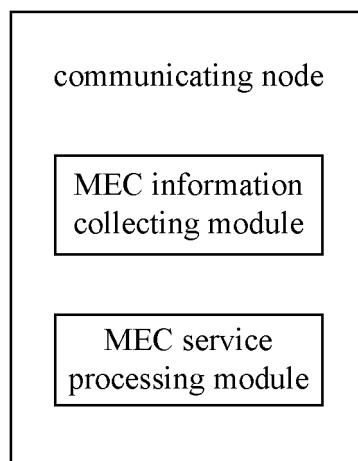 communicating node
MEC information
collecting module
MEC service
processing module